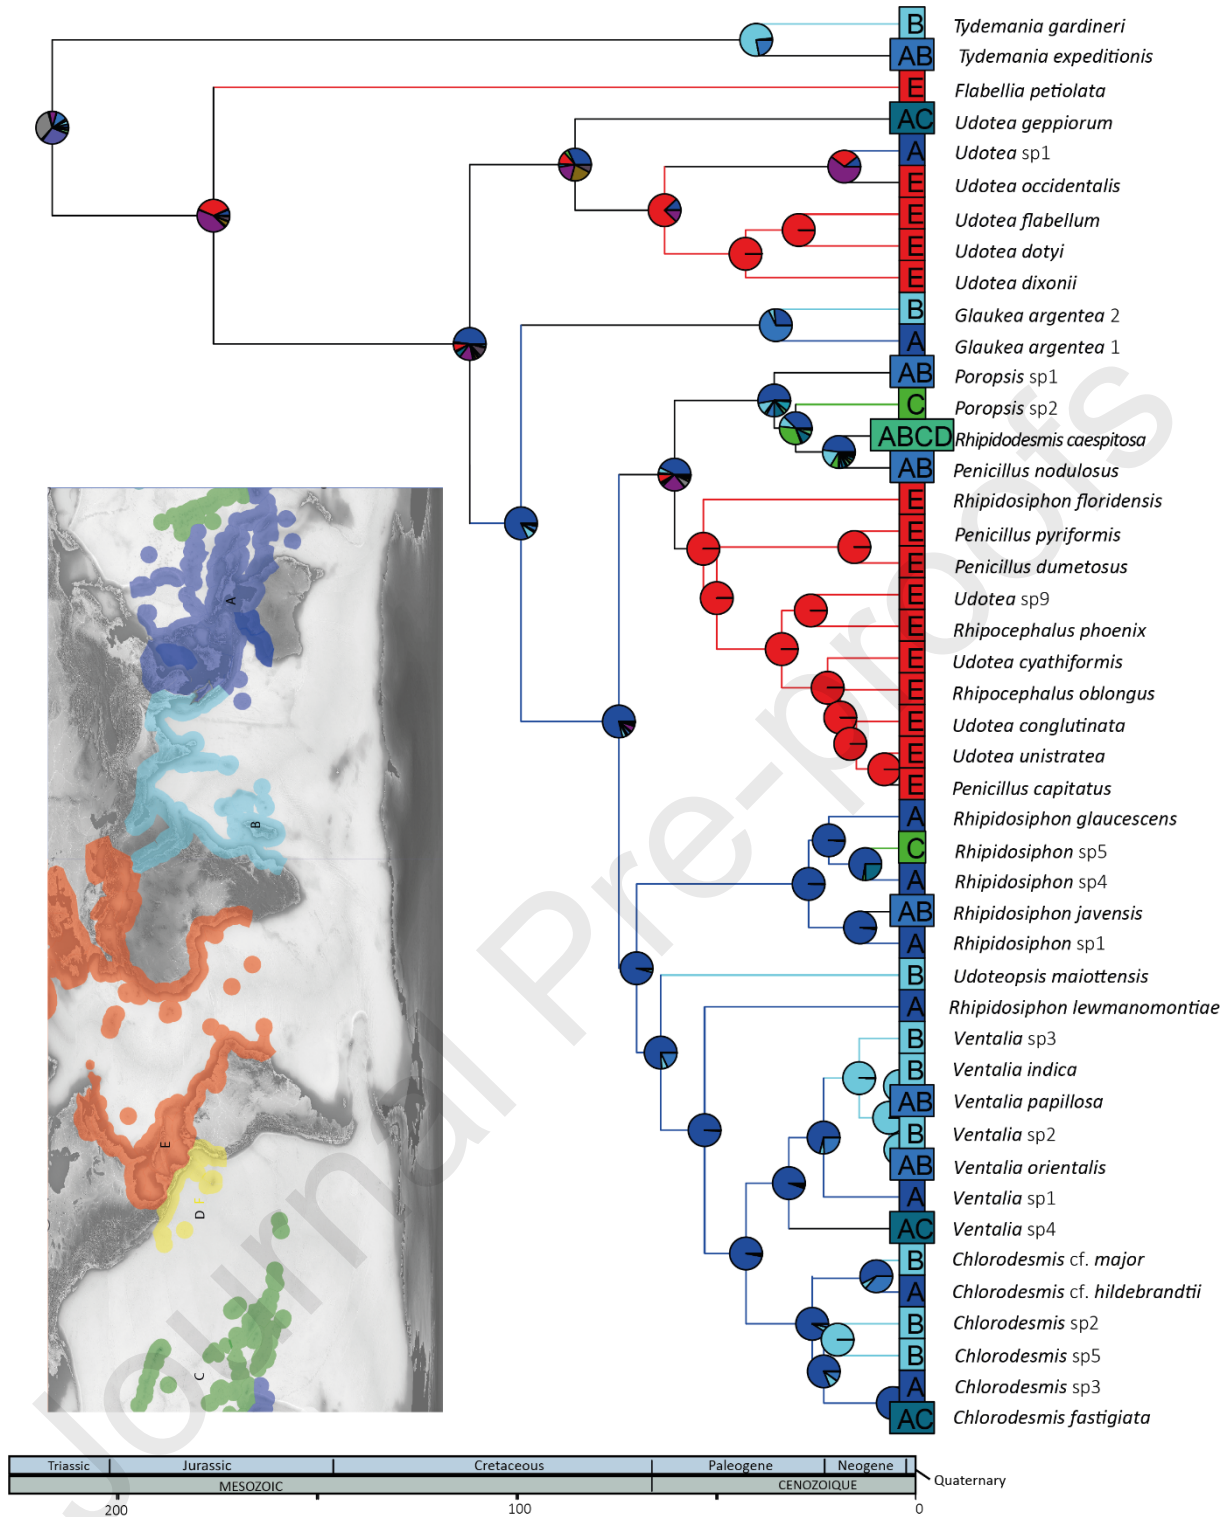 B Tydemania gardineri
AB Tydemania expeditionis
E Flabellia petiolata
AC Udotea geppiorum
A Udotea sp1
E Udotea occidentalis
E Udotea flabellum
E Udotea dotyi
E Udotea dixonii
B Glaukea argentea 2
A Glaukea argentea 1
AB Poropsis sp1
C Poropsis sp2
ABCD Rhipidodesmis caespitosa
AB Penicillus nodulosus
E Rhipidosiphon floridensis
E Penicillus pyriformis
E Penicillus dumetosus
E Udotea sp9
E Rhipocephalus phoenix
E Udotea cyathiformis
E Rhipocephalus oblongus
E Udotea conglutinata
E Udotea unistratea
E Penicillus capitatus
A Rhipidosiphon glaucescens
C Rhipidosiphon sp5
A Rhipidosiphon sp4
AB Rhipidosiphon javensis
A Rhipidosiphon sp1
B Udoteopsis maiottensis
A Rhipidosiphon lewmanomontiae
B Ventalia sp3
B Ventalia indica
AB Ventalia papillosa
B Ventalia sp2
AB Ventalia orientalis
A Ventalia sp1
AC Ventalia sp4
B Chlorodesmis cf. major
A Chlorodesmis cf. hildebrandtii
B Chlorodesmis sp2
B Chlorodesmis sp5
A Chlorodesmis sp3
AC Chlorodesmis fastigiata
A
B
E
D
C
Journal Pre-proofs
Triassic Jurassic Cretaceous Paleogene Neogene Quaternary
MESOZOIC CENOZOIQUE
200 100 0